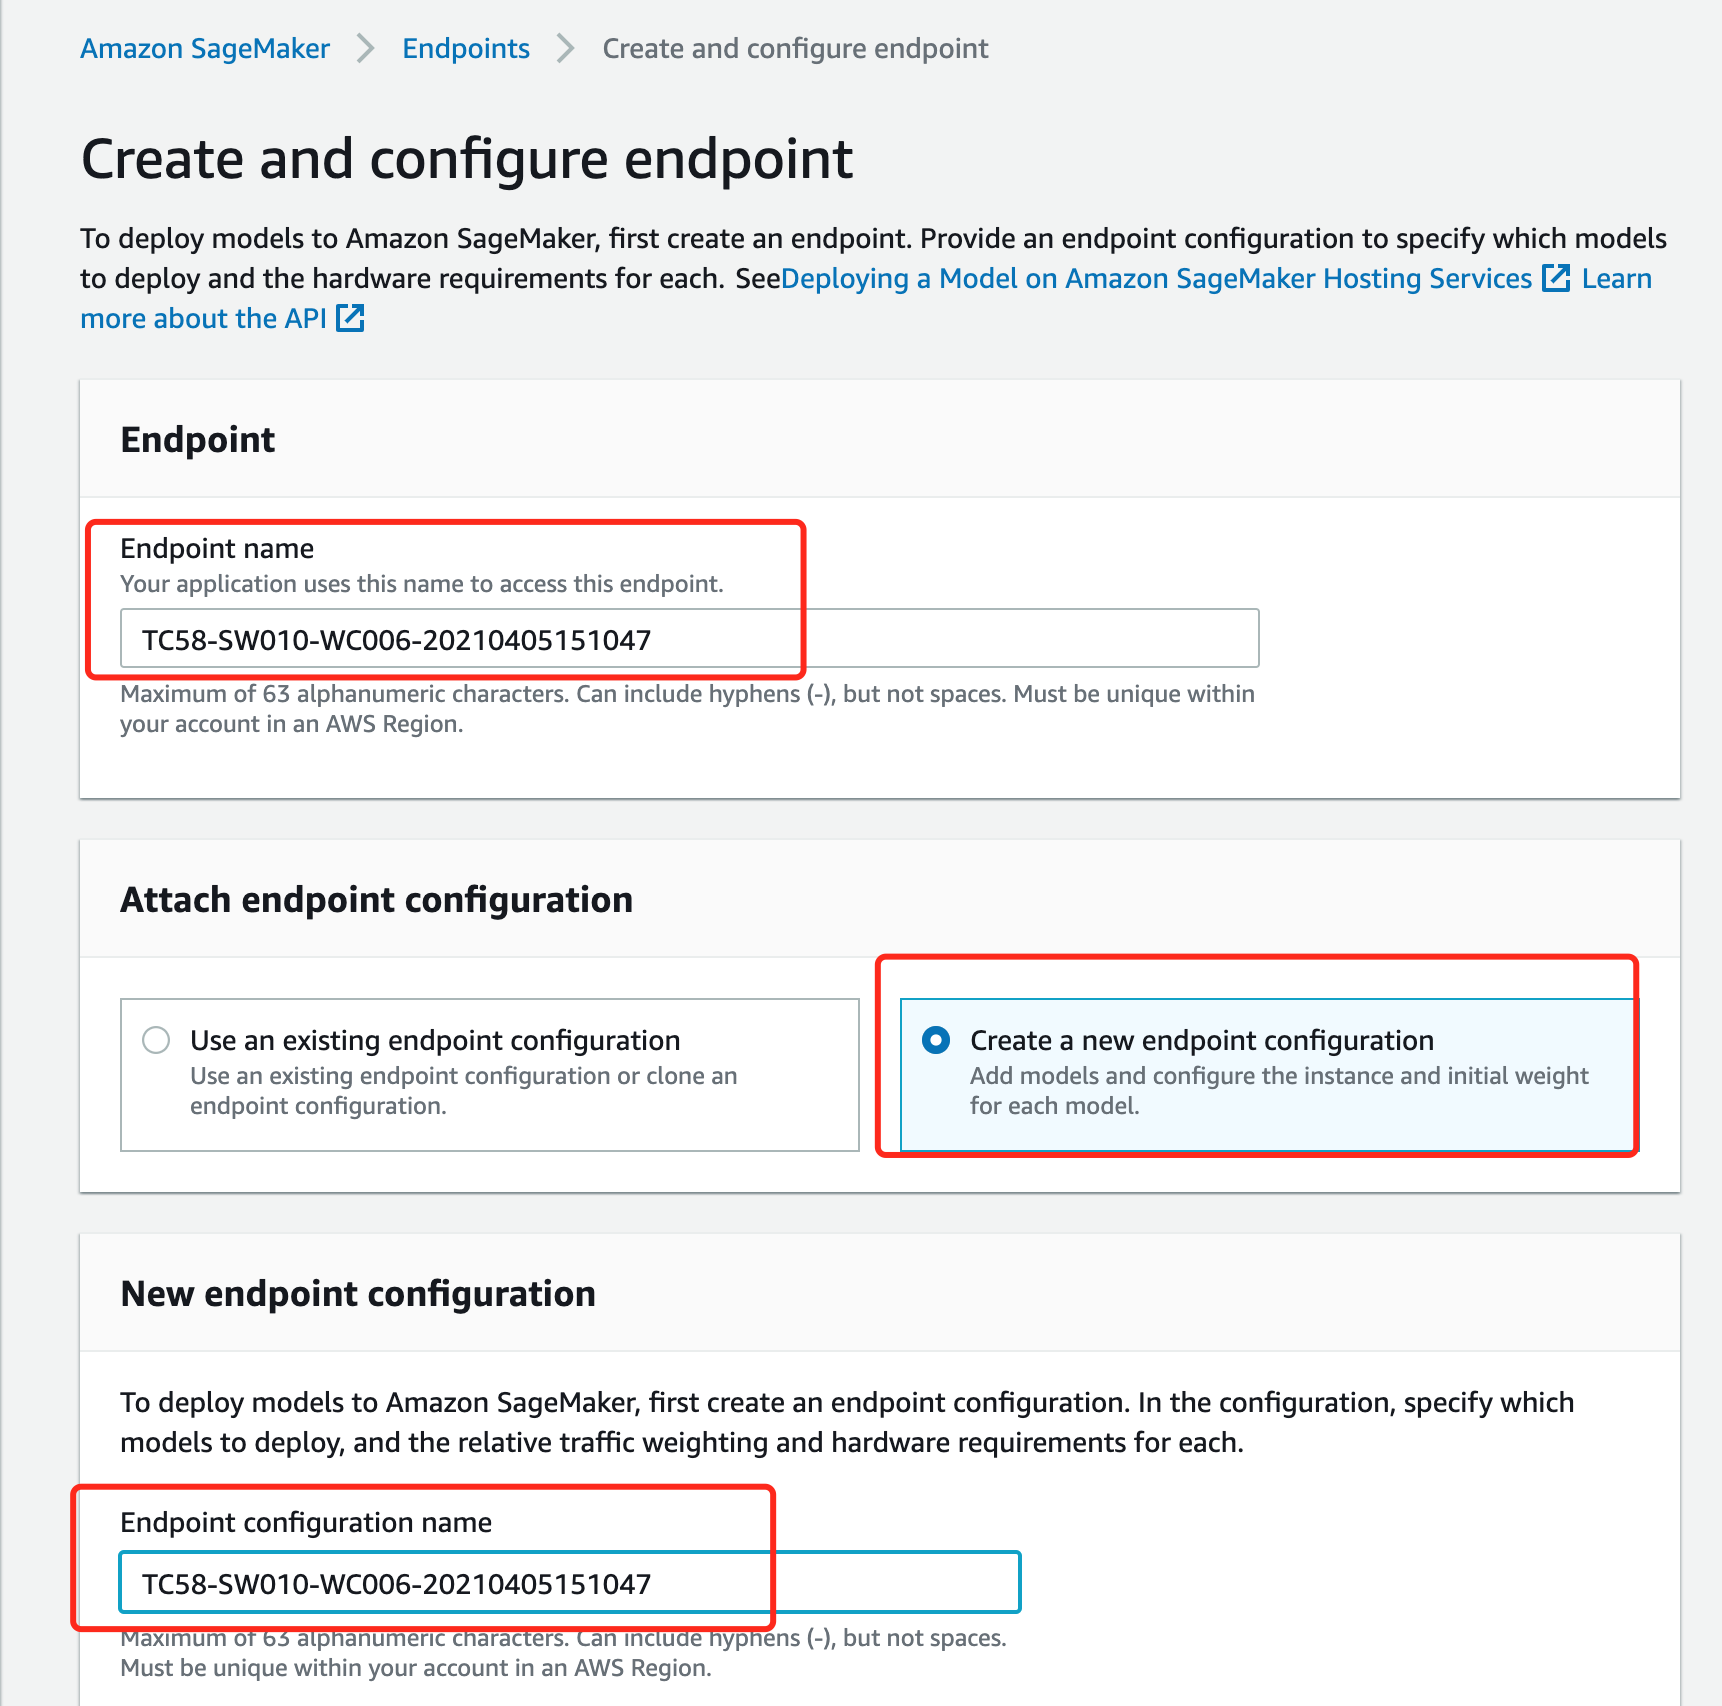 Amazon SageMaker > Endpoints > Create and configure endpoint
Create and configure endpoint
To deploy models to Amazon SageMaker, first create an endpoint. Provide an endpoint configuration to specify which models
to deploy and the hardware requirements for each. SeeDeploying a Model on Amazon SageMaker Hosting Services Learn
more about the API
Endpoint
Endpoint name
Your application uses this name to access this endpoint.
TC58-SW010-WC006-20210405151047
Maximum of 63 alphanumeric characters. Can include hyphens (-), but not spaces. Must be unique within
your account in an AWS Region.
Attach endpoint configuration
Use an existing endpoint configuration
Use an existing endpoint configuration or clone an
endpoint configuration.
Create a new endpoint configuration
Add models and configure the instance and initial weight
for each model.
New endpoint configuration
To deploy models to Amazon SageMaker, first create an endpoint configuration. In the configuration, specify which
models to deploy, and the relative traffic weighting and hardware requirements for each.
Endpoint configuration name
TC58-SW010-WC006-20210405151047
Maximum of 63 alphanumeric characters. Can include hyphens (-), but not spaces.
Must be unique within your account in an AWS Region.